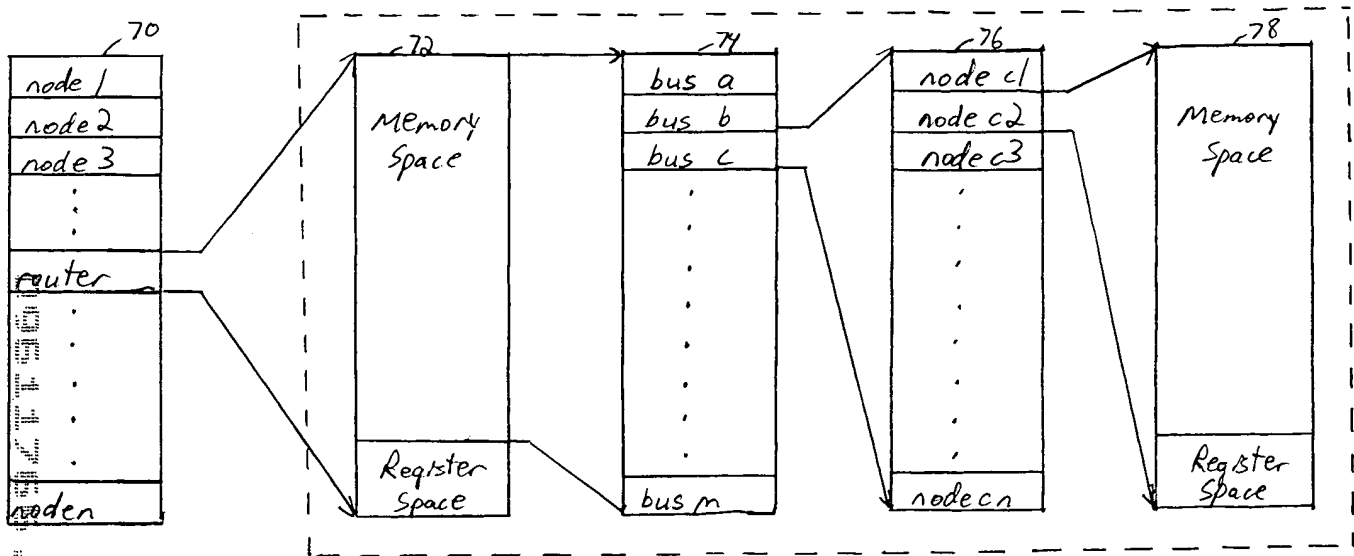 70
node 1
node 2
node 3
router
node n
72
Memory
Space
Register
Space
74
bus a
bus b
bus c
bus n
76
node c1
node c2
node c3
node cn
78
Memory
Space
Register
Space